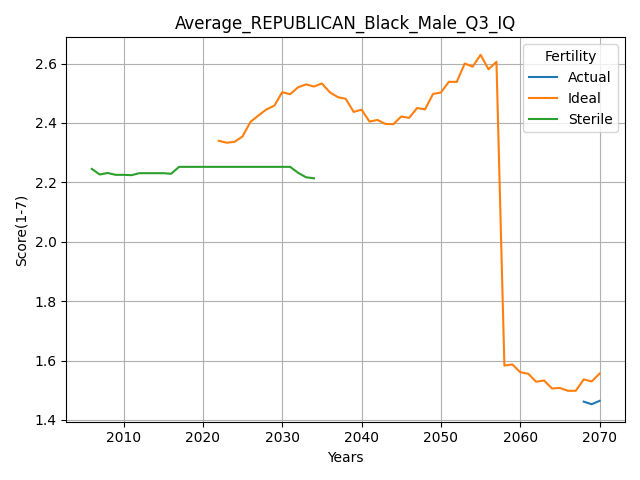 Average_REPUBLICAN_Black_Male_Q3_IQ
Fertility
Actual
Ideal
Sterile
Score(1-7)
2.6
2.4
2.2
2.0
1.8
1.6
1.4
2010 2020 2030 2040 2050 2060 2070
Years